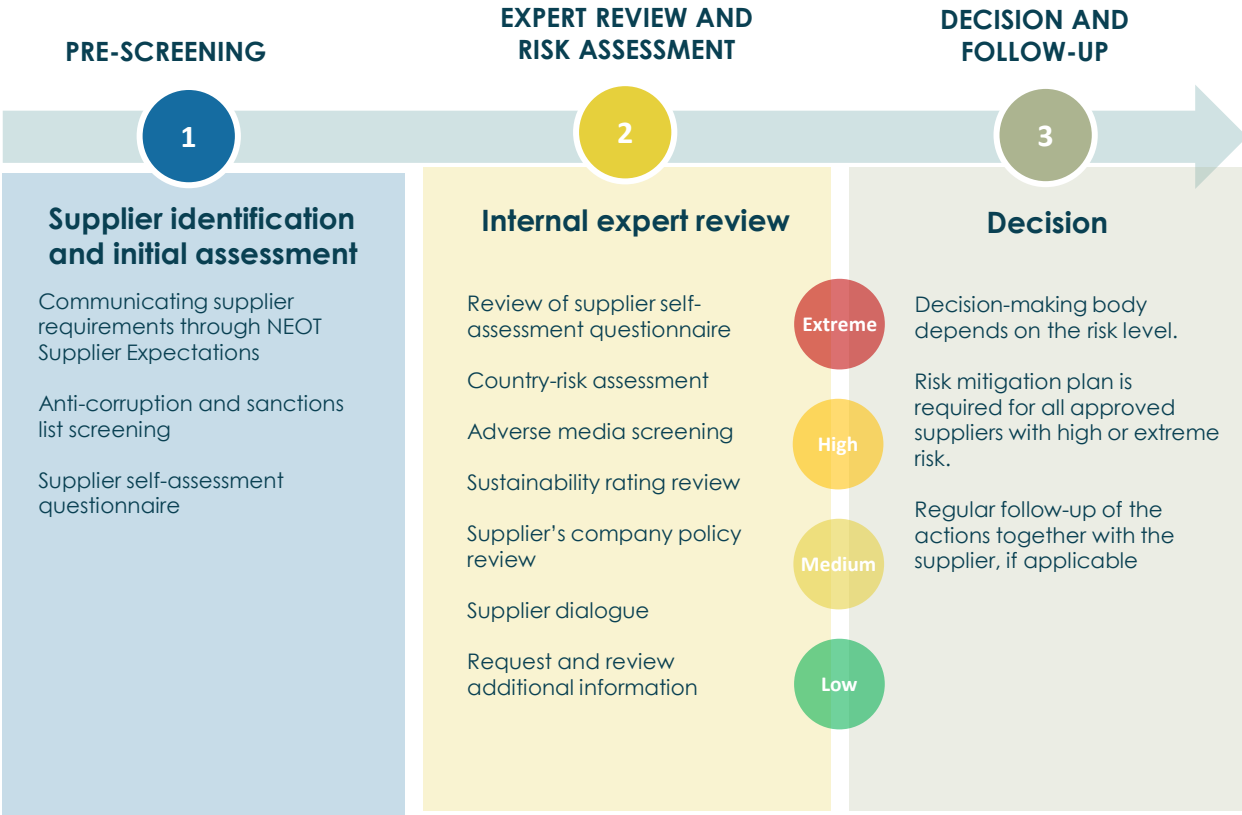 PRE-SCREENING
EXPERT REVIEW AND
RISK ASSESSMENT
DECISION AND
FOLLOW-UP
1
2
3
Supplier identification
and initial assessment
Communicating supplier
requirements through NEOT
Supplier Expectations
Anti-corruption and sanctions
list screening
Supplier self-assessment
questionnaire
Internal expert review
Review of supplier self-
assessment questionnaire
Country-risk assessment
Adverse media screening
Sustainability rating review
Supplier's company policy
review
Supplier dialogue
Request and review
additional information
Extreme
High
Medium
Low
Decision
Decision-making body
depends on the risk level.
Risk mitigation plan is
required for all approved
suppliers with high or extreme
risk.
Regular follow-up of the
actions together with the
supplier, if applicable